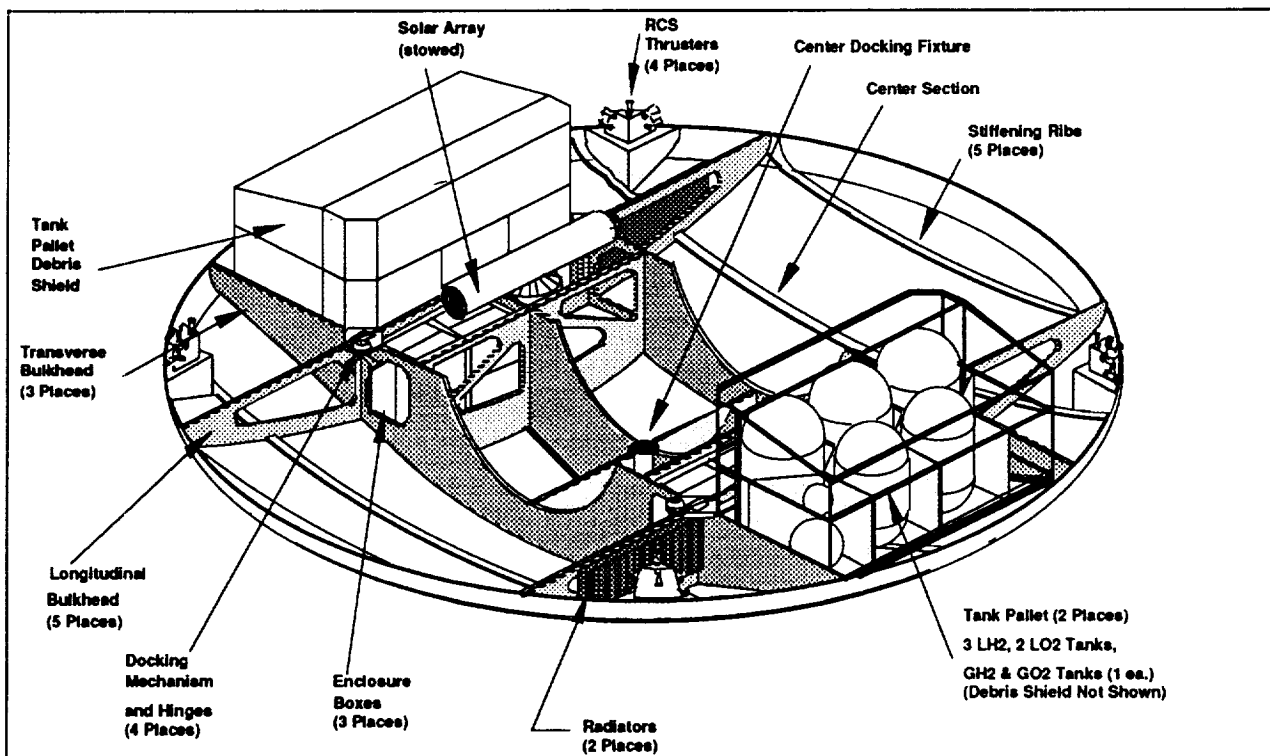 Solar Array
(stowed)
RCS
Thrusters
(4 Places)
Center Docking Fixture
Center Section
Stiffening Ribs
(5 Places)
Tank
Pallet
Debris
Shield
Transverse
Bulkhead
(3 Places)
Longitudinal
Bulkhead
(5 Places)
Docking
Mechanism
and Hinges
(4 Places)
Enclosure
Boxes
(3 Places)
Radiators
(2 Places)
Tank Pallet (2 Places)
3 LH2, 2 LO2 Tanks,
GH2 & GO2 Tanks (1 ea.)
(Debris Shield Not Shown)